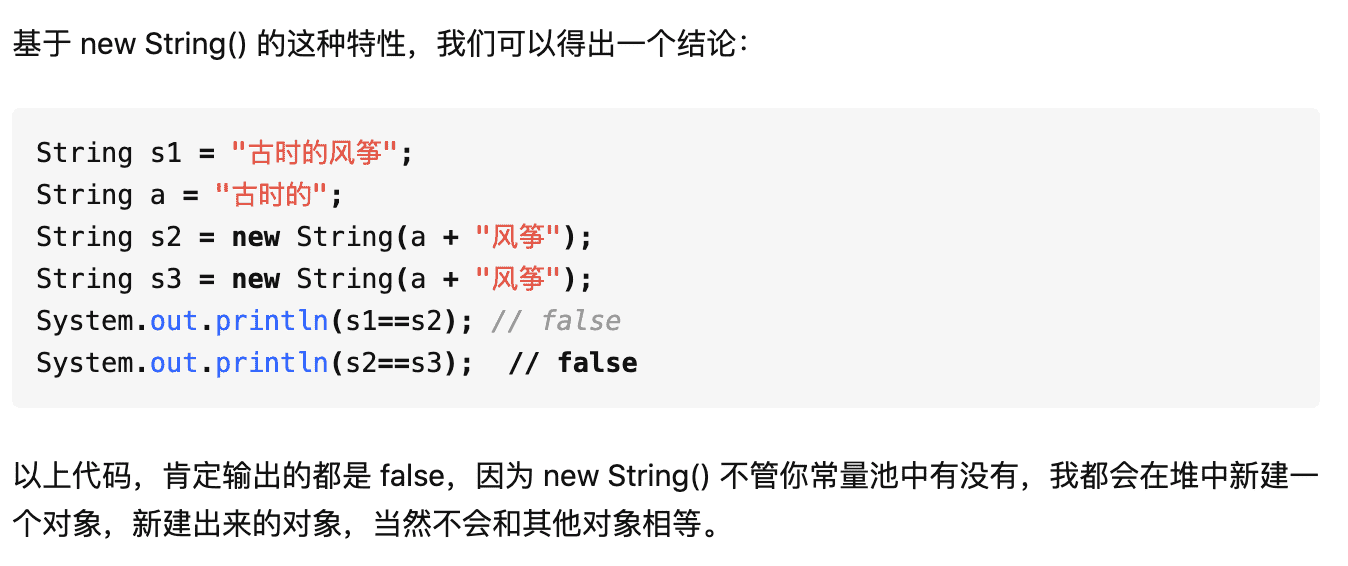 基于 new String() 的这种特性，我们可以得出一个结论：
String s1 = "古时的风筝";
String a = "古时的";
String s2 = new String(a + "风筝");
String s3 = new String(a + "风筝");
System.out.println(s1==s2); // false
System.out.println(s2==s3);  // false
以上代码，肯定输出的都是 false，因为 new String() 不管你常量池中有没有，我都会在堆中新建一
个对象，新建出来的对象，当然不会和其他对象相等。